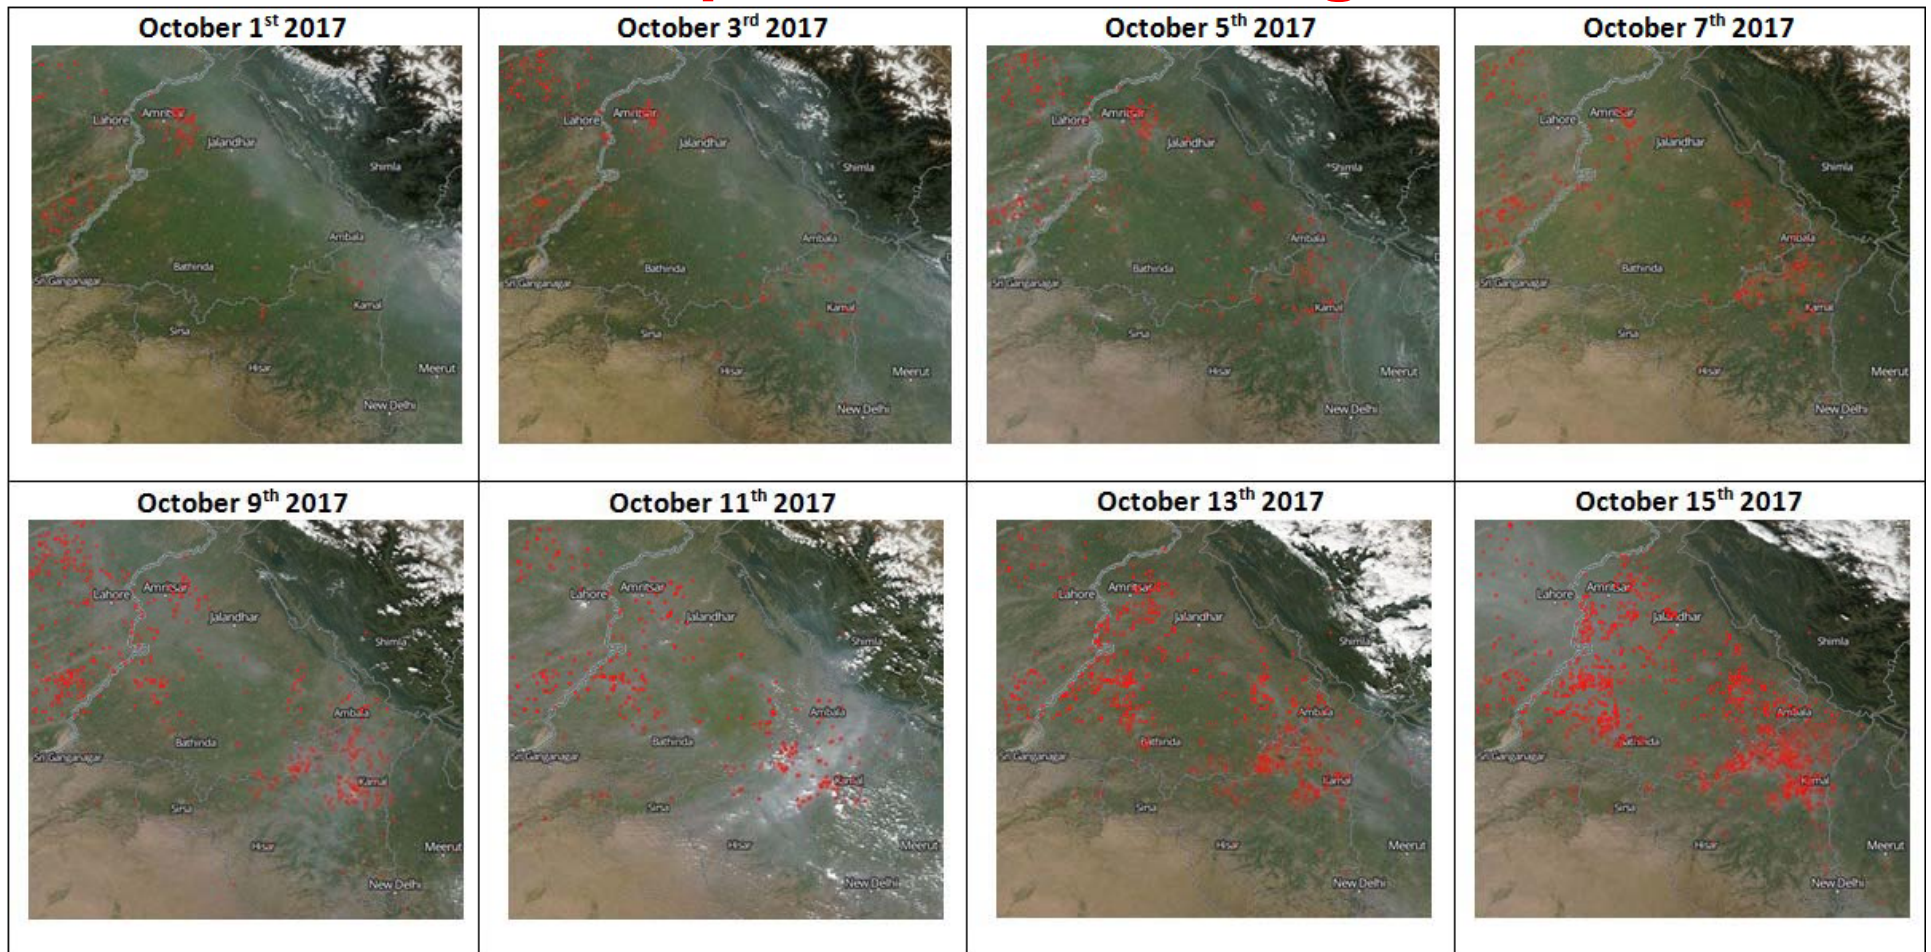 October 1st 2017
October 3rd 2017
October 5th 2017
October 7th 2017
Lahore Amritsar
Jalandhar
Shimla
Ambala
Bathinda
Sri Ganganagar
Karnal
Sirsa
Hisar
Meerut
New Delhi
Lahore Amritsar
Jalandhar
Shimla
Ambala
Bathinda
Sri Ganganagar
Karnal
Sirsa
Hisar
Meerut
New Delhi
Lahore Amritsar
Jalandhar
Shimla
Ambala
Bathinda
Sri Ganganagar
Karnal
Sirsa
Hisar
Meerut
New Delhi
Lahore Amritsar
Jalandhar
Shimla
Ambala
Bathinda
Sri Ganganagar
Karnal
Sirsa
Hisar
Meerut
New Delhi
October 9th 2017
October 11th 2017
October 13th 2017
October 15th 2017
Lahore Amritsar
Jalandhar
Shimla
Ambala
Bathinda
Sri Ganganagar
Karnal
Sirsa
Hisar
Meerut
New Delhi
Lahore Amritsar
Jalandhar
Shimla
Ambala
Bathinda
Sri Ganganagar
Karnal
Sirsa
Hisar
Meerut
New Delhi
Lahore Amritsar
Jalandhar
Shimla
Ambala
Bathinda
Sri Ganganagar
Karnal
Sirsa
Hisar
Meerut
New Delhi
Lahore Amritsar
Jalandhar
Shimla
Ambala
Bathinda
Sri Ganganagar
Karnal
Sirsa
Hisar
Meerut
New Delhi